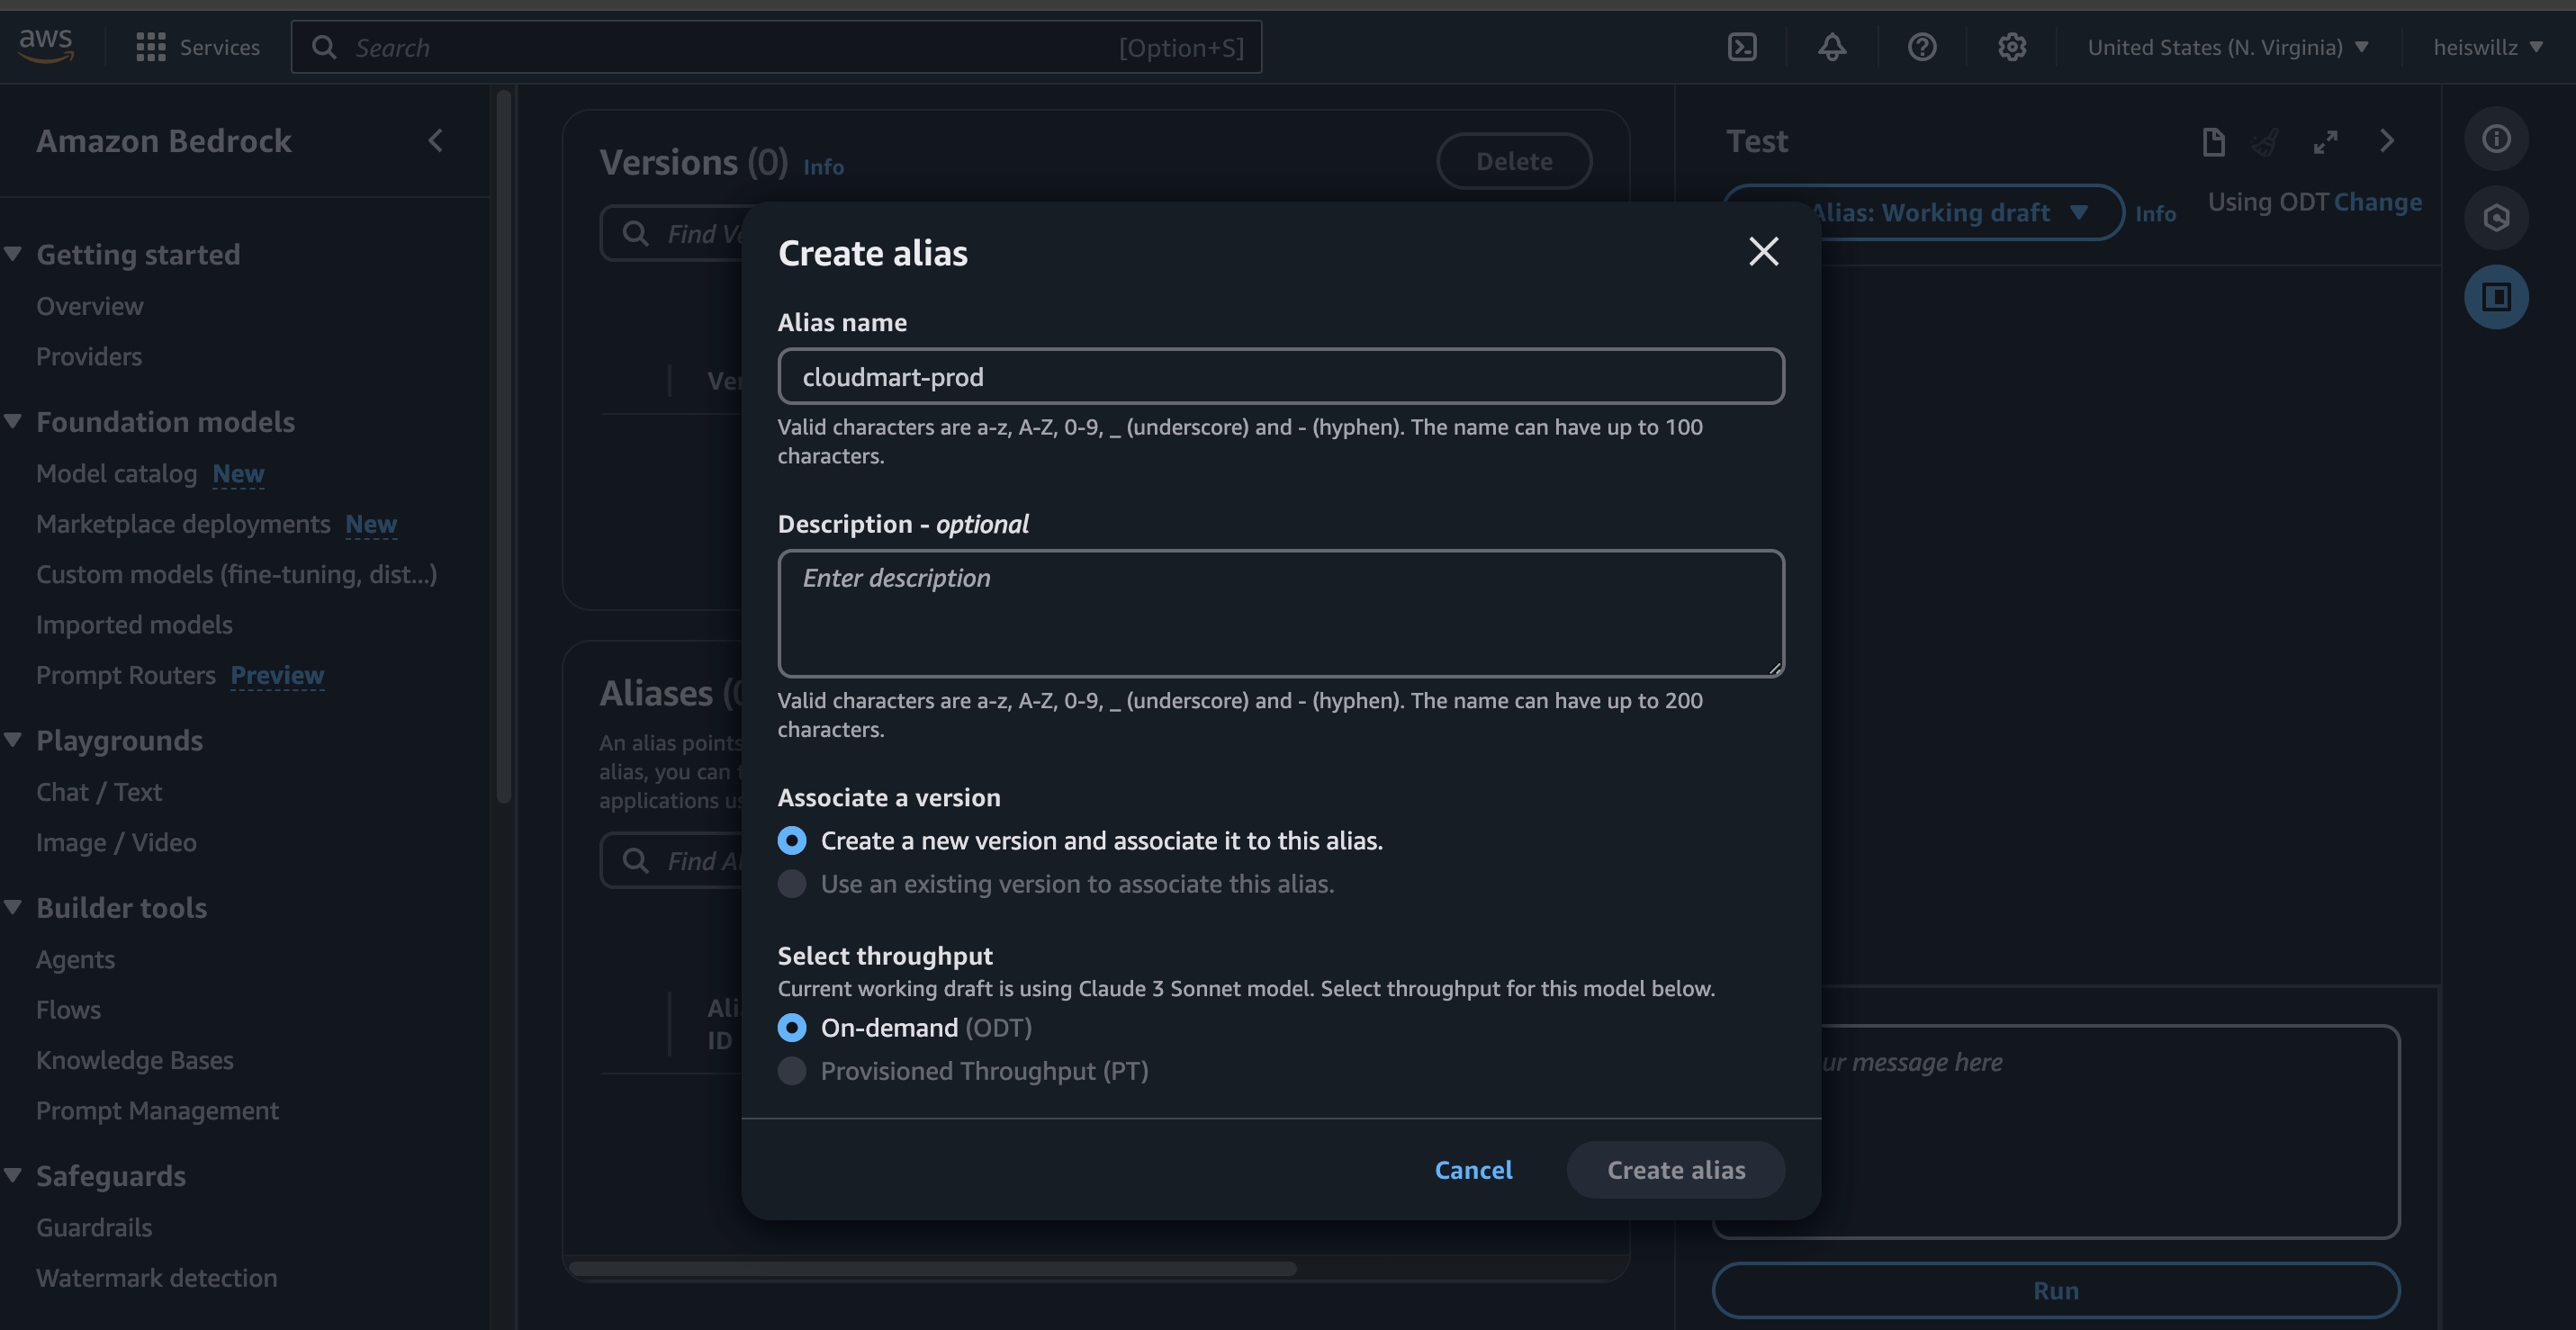 aws
Services
Search
[Option+S]
United States (N. Virginia)
heiswillz
Amazon Bedrock
Getting started
Overview
Providers
Foundation models
Model catalog New
Marketplace deployments New
Custom models (fine-tuning, dist...)
Imported models
Prompt Routers Preview
Playgrounds
Chat / Text
Image / Video
Builder tools
Agents
Flows
Knowledge Bases
Prompt Management
Safeguards
Guardrails
Watermark detection
Versions (0) Info
Delete
Find
Aliases
An alias points
alias, you can
applications
Find
ID
Create alias
Alias name
cloudmart-prod
Valid characters are a-z, A-Z, 0-9, _ (underscore) and - (hyphen). The name can have up to 100
characters.
Description - optional
Enter description
Valid characters are a-z, A-Z, 0-9, _ (underscore) and - (hyphen). The name can have up to 200
characters.
Associate a version
Create a new version and associate it to this alias.
Use an existing version to associate this alias.
Select throughput
Current working draft is using Claude 3 Sonnet model. Select throughput for this model below.
On-demand (ODT)
Provisioned Throughput (PT)
Cancel
Create alias
Test
Alias: Working draft
Info
Using ODT Change
message here
Run